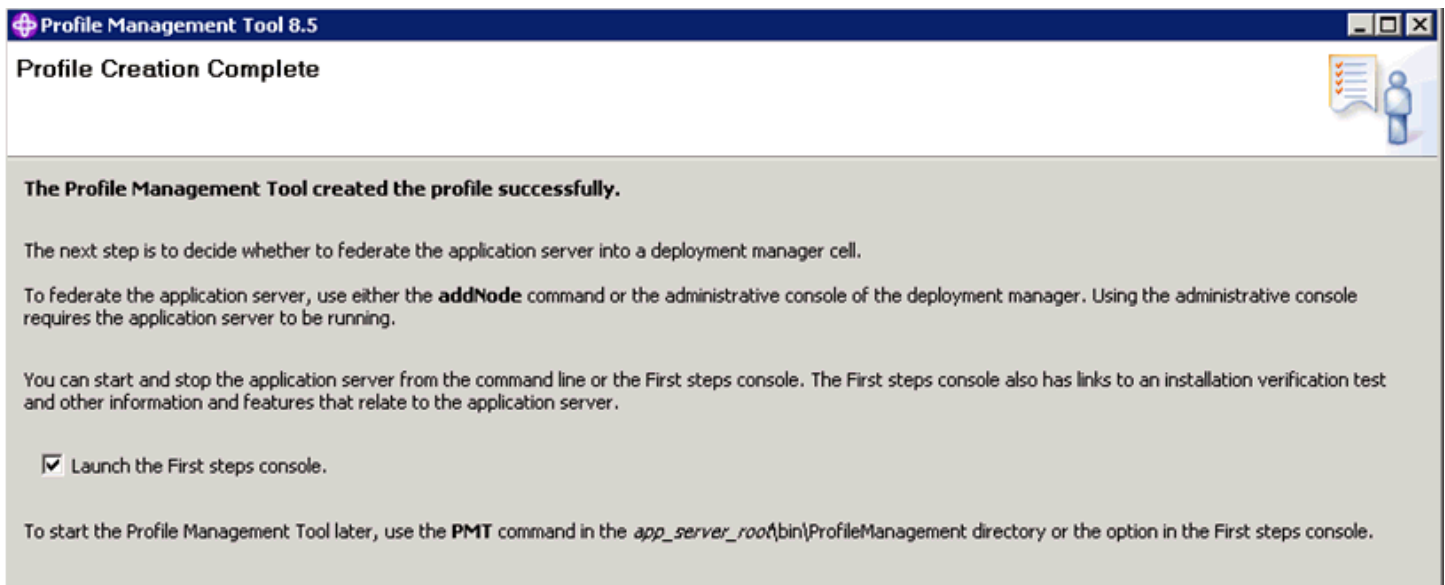 Profile Management Tool 8.5
Profile Creation Complete
The Profile Management Tool created the profile successfully.
The next step is to decide whether to federate the application server into a deployment manager cell.
To federate the application server, use either the addNode command or the administrative console of the deployment manager. Using the administrative console
requires the application server to be running.
You can start and stop the application server from the command line or the First steps console. The First steps console also has links to an installation verification test
and other information and features that relate to the application server.
Launch the First steps console.
To start the Profile Management Tool later, use the PMT command in the app_server_root\bin\ProfileManagement directory or the option in the First steps console.